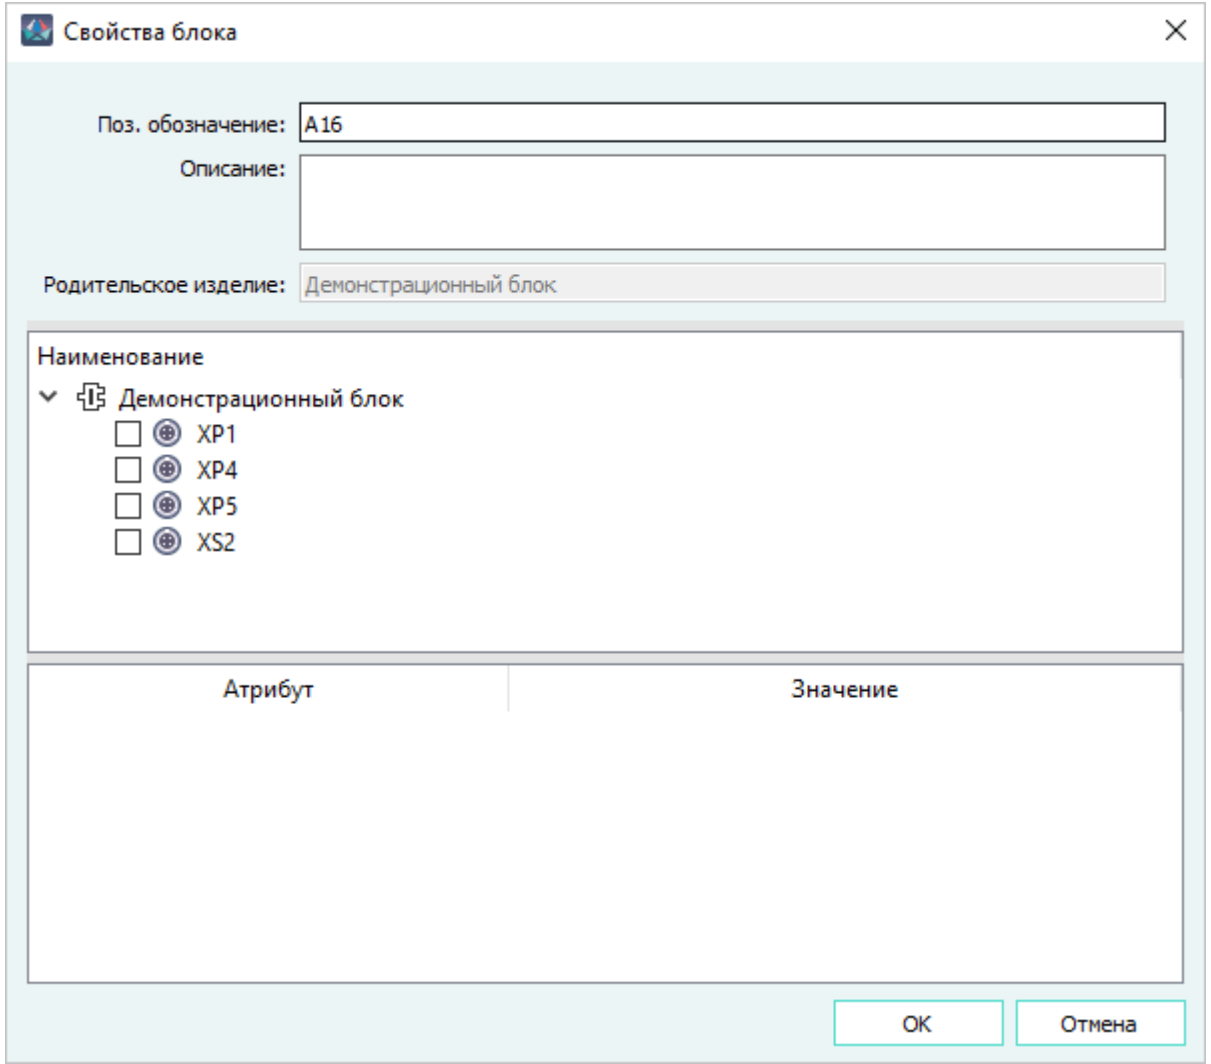 Свойства блока
Поз. обозначение: A16
Описание:
Родительское изделие: Демонстрационный блок
Наименование
Демонстрационный блок
XP1
XP4
XP5
XS2
Атрибут Значение
OK Отмена